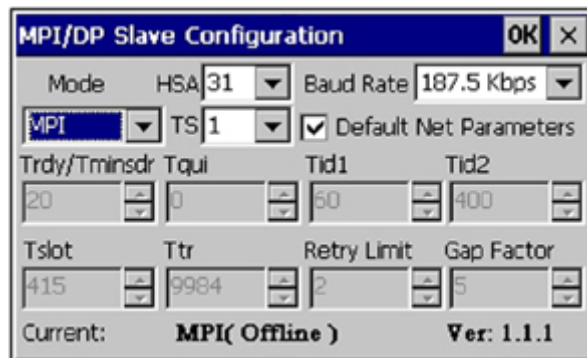 MPI/DP Slave Configuration OK ×
Mode HSA 31 Baud Rate 187.5 Kbps
MPI TS 1 Default Net Parameters
Trdy/Tminsdr Tqui Tid1 Tid2
20 0 60 400
Tslot Ttr Retry Limit Gap Factor
415 9984 2 5
Current: MPI( Offline ) Ver: 1.1.1